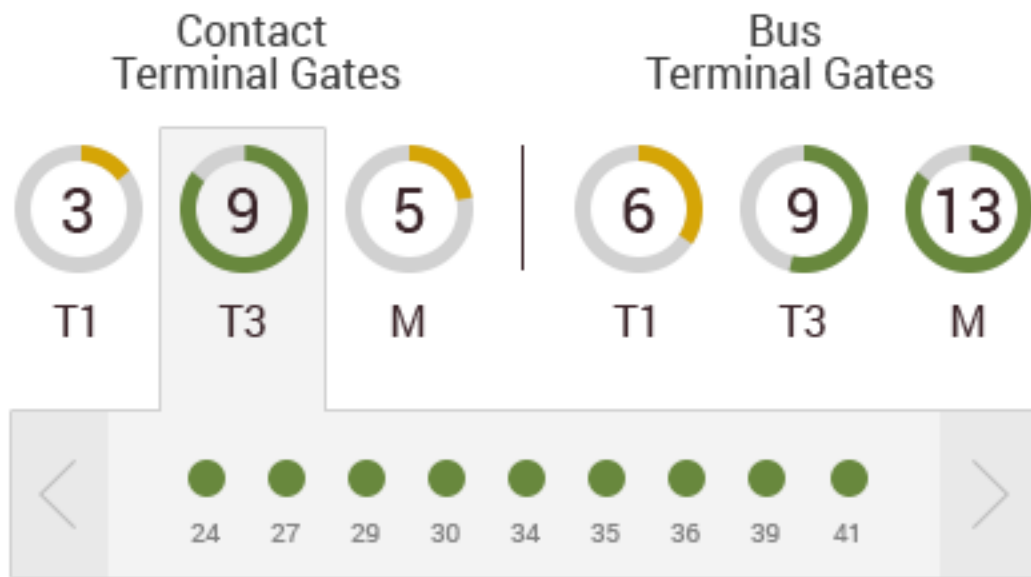 Contact
Terminal Gates
Bus
Terminal Gates
3 9 5 6 9 13
T1 T3 M T1 T3 M
24 27 29 30 34 35 36 39 41